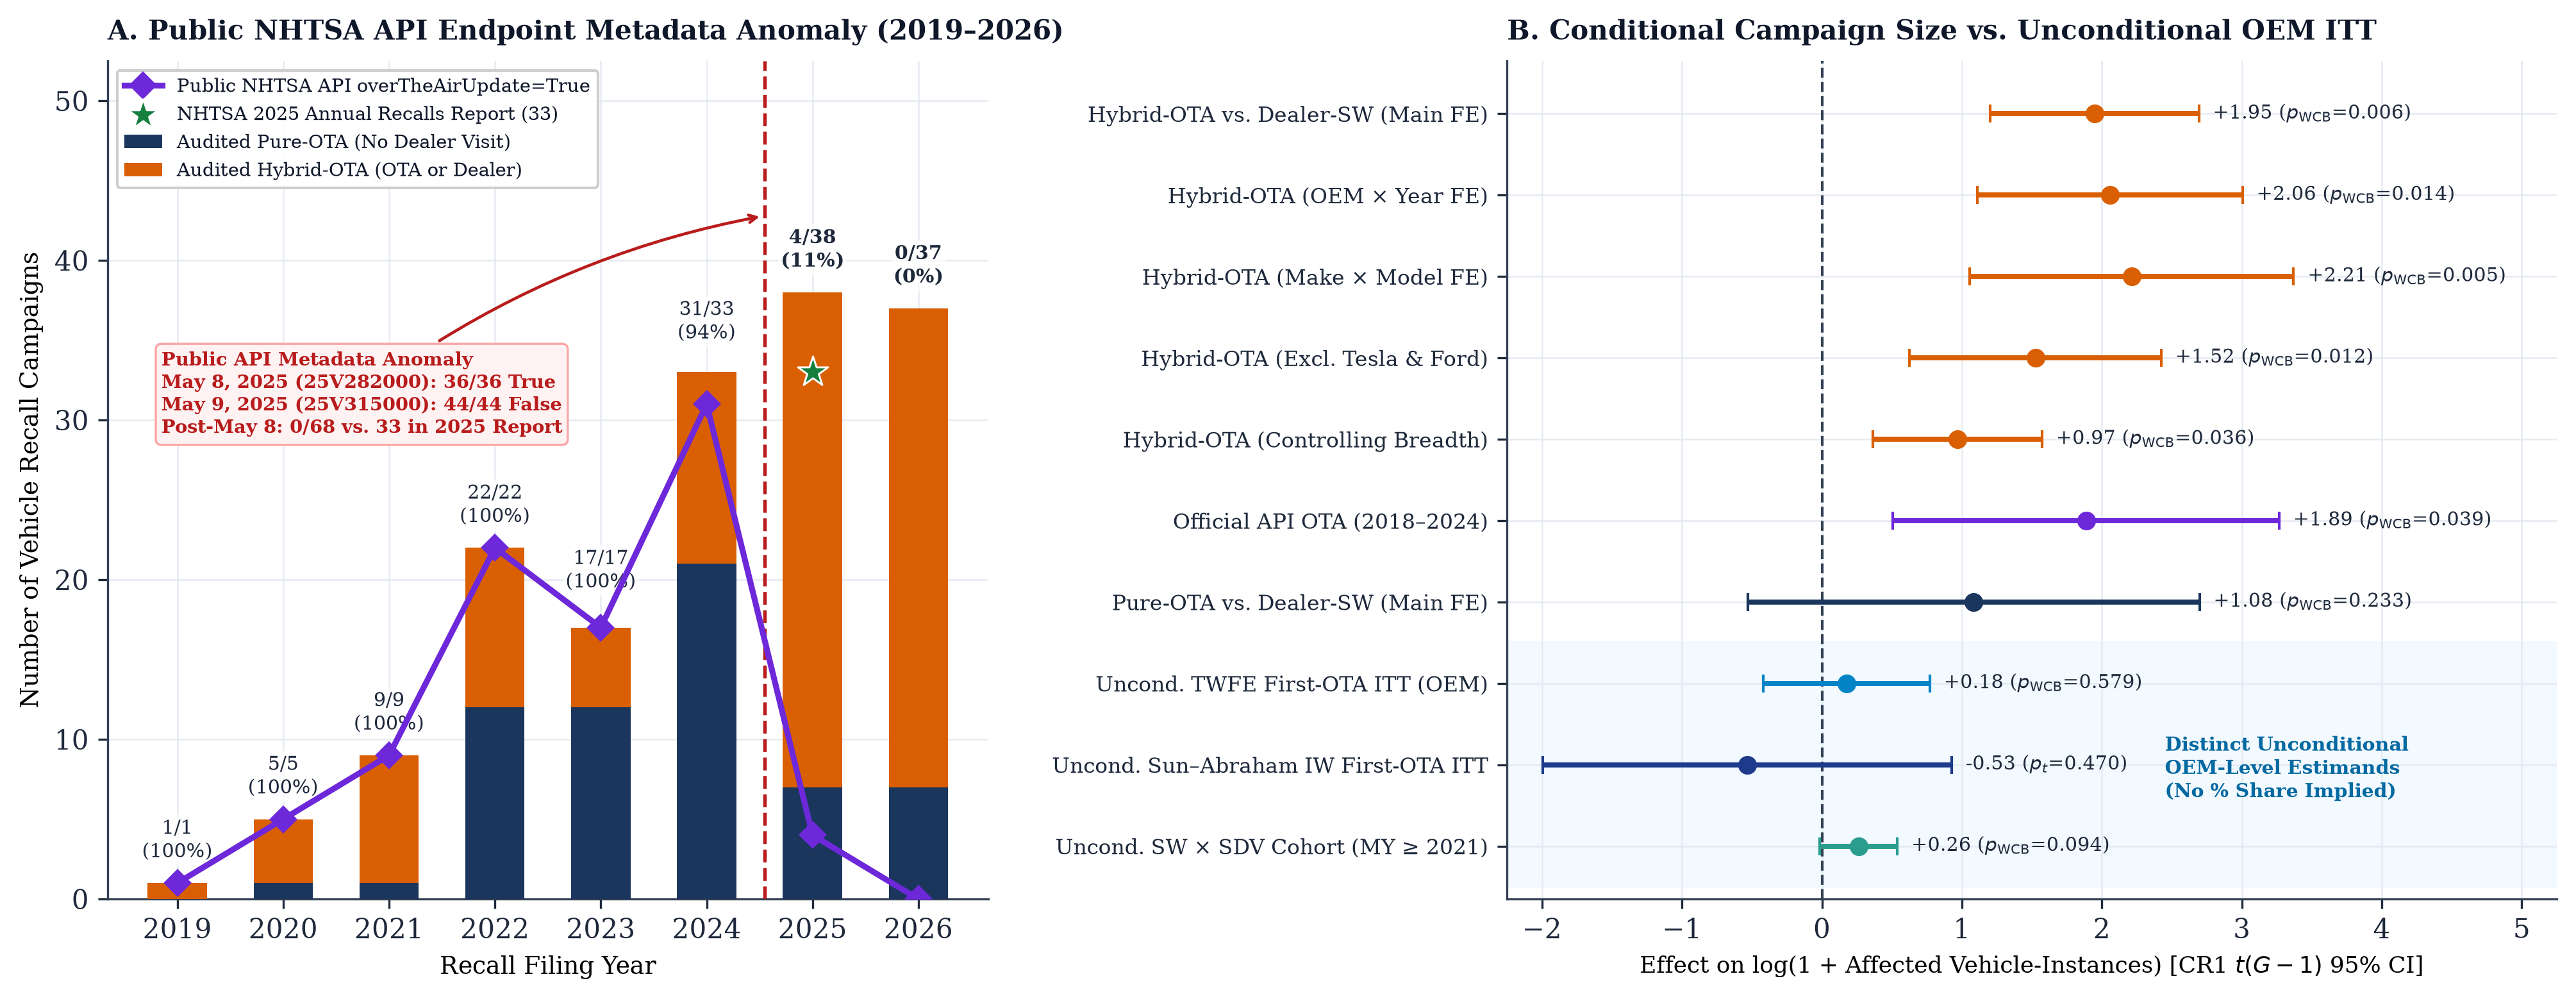 A. Public NHTSA API Endpoint Metadata Anomaly (2019–2026)
Public NHTSA API overTheAirUpdate=True
NHTSA 2025 Annual Recalls Report (33)
Audited Pure-OTA (No Dealer Visit)
Audited Hybrid-OTA (OTA or Dealer)
Number of Vehicle Recall Campaigns
50
40
30
20
10
0
1/1
(100%)
5/5
(100%)
9/9
(100%)
22/22
(100%)
17/17
(100%)
31/33
(94%)
4/38
(11%)
0/37
(0%)
Public API Metadata Anomaly
May 8, 2025 (25V282000): 36/36 True
May 9, 2025 (25V315000): 44/44 False
Post-May 8: 0/68 vs. 33 in 2025 Report
2019 2020 2021 2022 2023 2024 2025 2026
Recall Filing Year
B. Conditional Campaign Size vs. Unconditional OEM ITT
Hybrid-OTA vs. Dealer-SW (Main FE) +1.95 (pWCB=0.006)
Hybrid-OTA (OEM × Year FE) +2.06 (pWCB=0.014)
Hybrid-OTA (Make × Model FE) +2.21 (pWCB=0.005)
Hybrid-OTA (Excl. Tesla & Ford) +1.52 (pWCB=0.012)
Hybrid-OTA (Controlling Breadth) +0.97 (pWCB=0.036)
Official API OTA (2018–2024) +1.89 (pWCB=0.039)
Pure-OTA vs. Dealer-SW (Main FE) +1.08 (pWCB=0.233)
Uncond. TWFE First-OTA ITT (OEM) +0.18 (pWCB=0.579)
Uncond. Sun–Abraham IW First-OTA ITT -0.53 (pt=0.470)
Uncond. SW × SDV Cohort (MY ≥ 2021) +0.26 (pWCB=0.094)
Distinct Unconditional
OEM-Level Estimands
(No % Share Implied)
−2 −1 0 1 2 3 4 5
Effect on log(1 + Affected Vehicle-Instances) [CR1 t(G − 1) 95% CI]